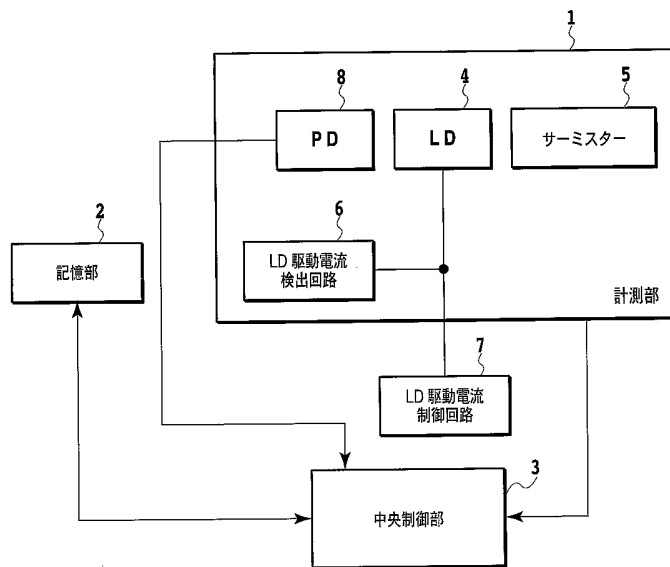 1
8
PD
4
LD
5
サーミスター
2
記憶部
6
LD 駆動電流
検出回路
計測部
7
LD 駆動電流
制御回路
3
中央制御部